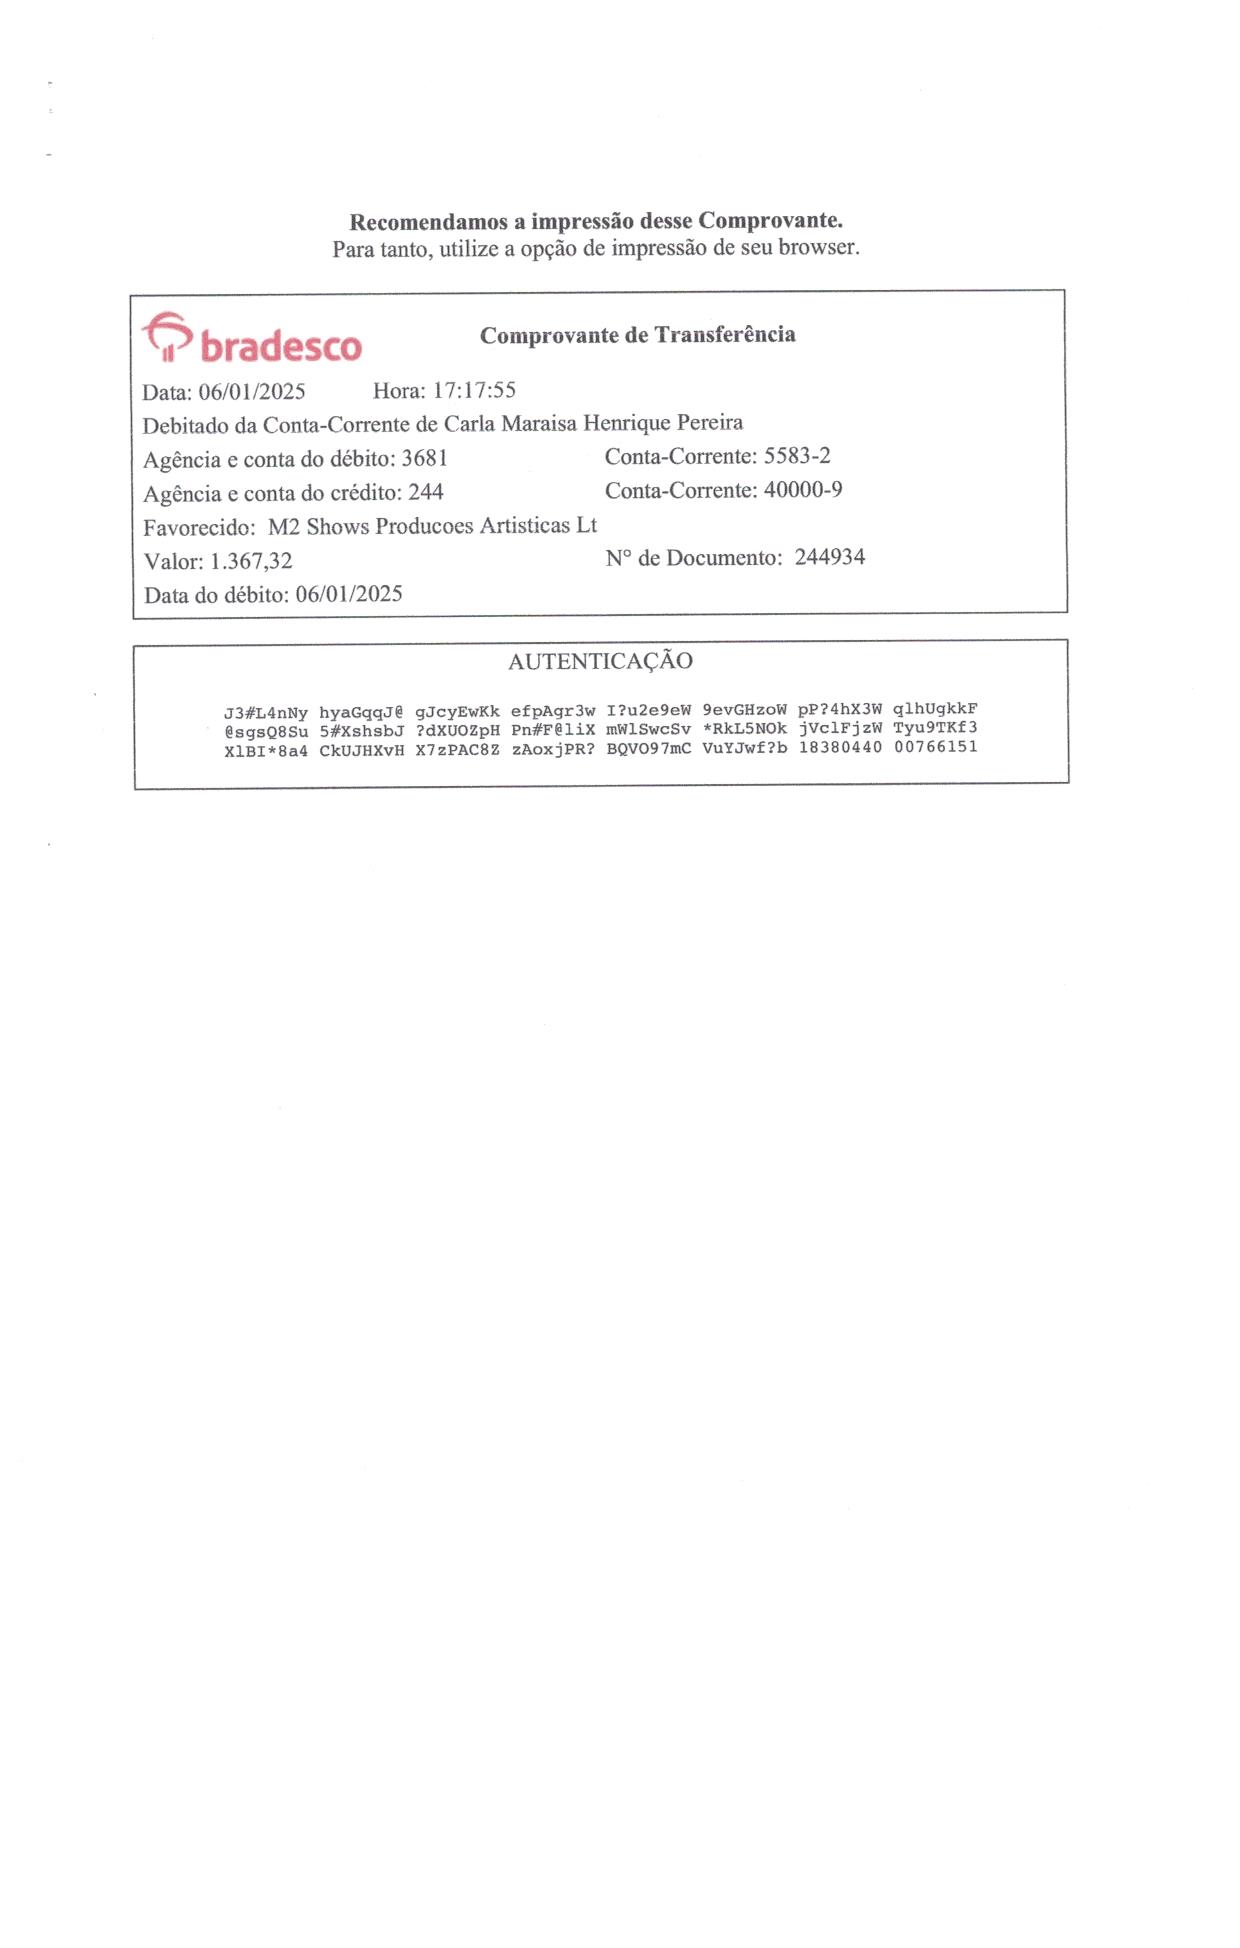 Recomendamos a impressão desse Comprovante.
Para tanto, utilize a opção de impressão de seu browser.
bradesco
Comprovante de Transferência
Data: 06/01/2025 Hora: 17:17:55
Debitado da Conta-Corrente de Carla Maraisa Henrique Pereira
Agência e conta do débito: 3681 Conta-Corrente: 5583-2
Agência e conta do crédito: 244 Conta-Corrente: 40000-9
Favorecido: M2 Shows Producoes Artisticas Lt
Valor: 1.367,32 Nº de Documento: 244934
Data do débito: 06/01/2025
AUTENTICAÇÃO
J3#L4nNy hyaGqqJ@ gJcyEwKk efpAgr3w I?u2e9eW 9evGHzoW pP?4hX3W qlhUgkkF
@sgsQ8Su 5#XshsbJ ?dXUOZpH Pn#F@liX mWlSwcSv *RkL5NOk jVclFjzW Tyu9TKf3
XlBI*8a4 CkUJHXvH X7zPAC8Z zAoxjPR? BQVO97mC VuYJwf?b 18380440 00766151